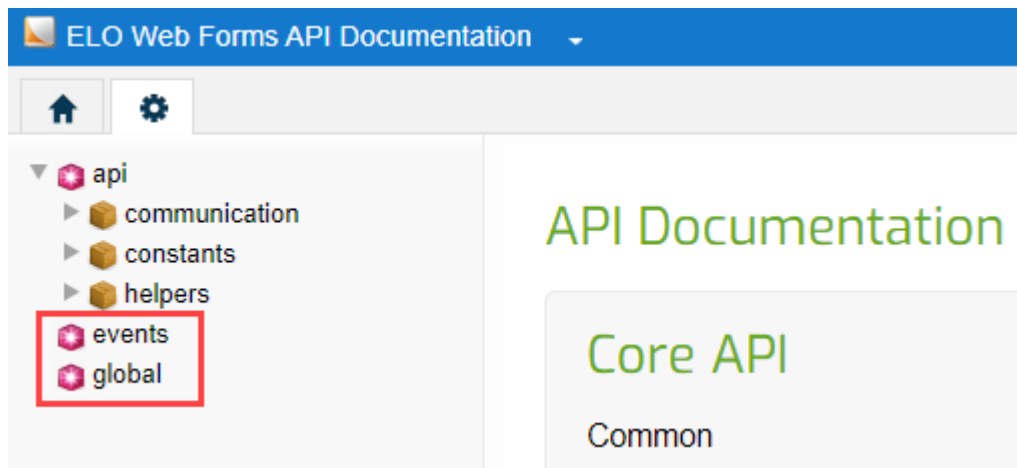 ELO Web Forms API Documentation
api
communication
constants
helpers
events
global
API Documentation
Core API
Common